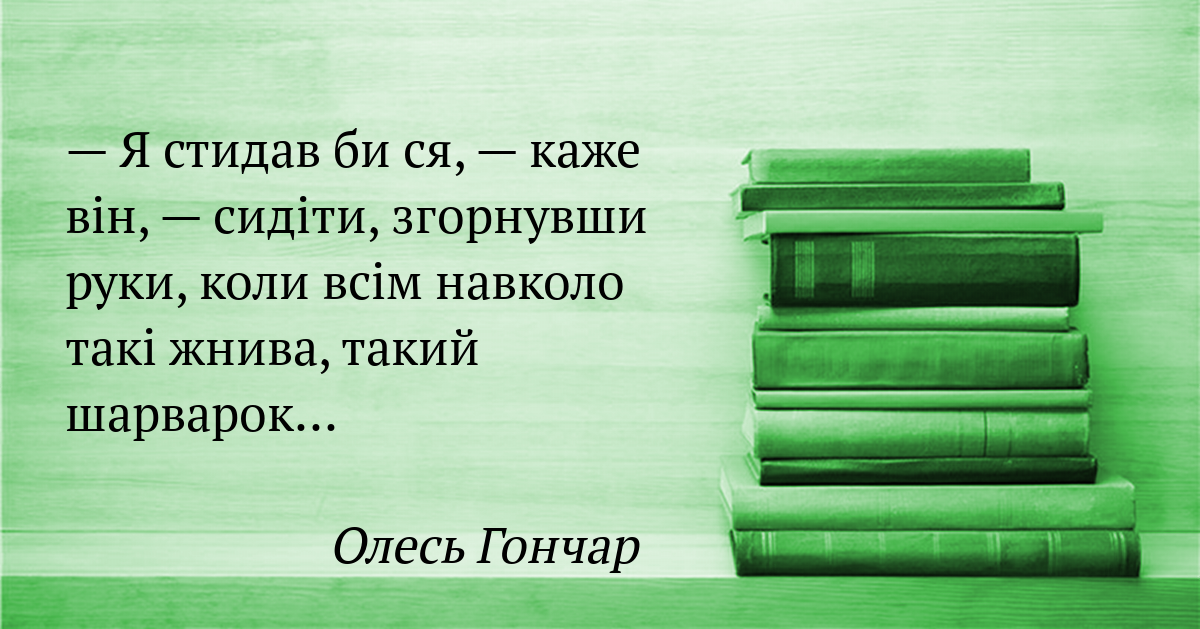 — Я стидав би ся, — каже
він, — сидіти, згорнувши
руки, коли всім навколо
такі жнива, такий
шарварок...
Олесь Гончар